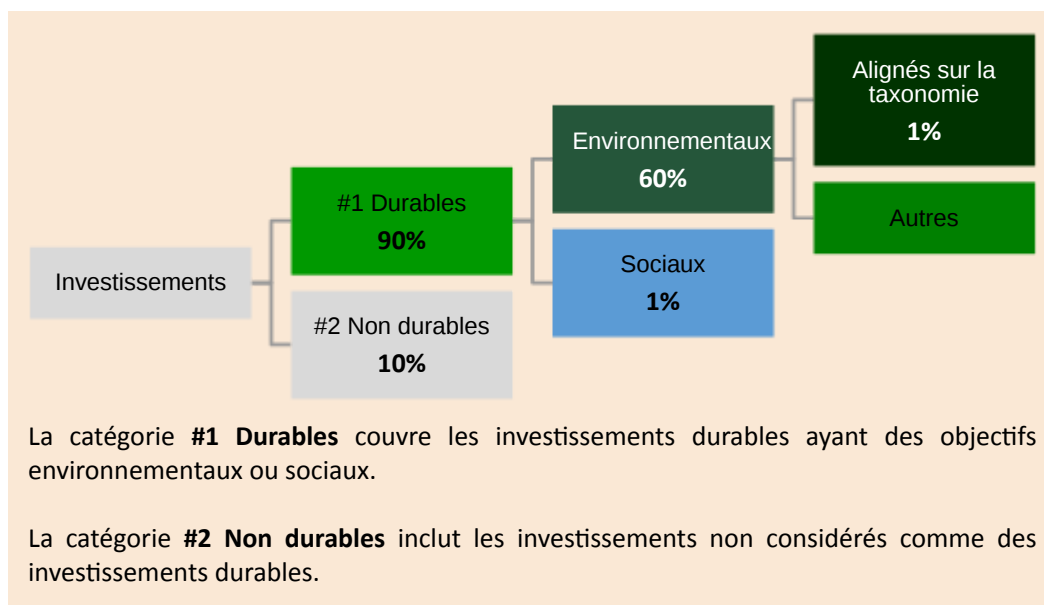 Investissements
#1 Durables
90%
#2 Non durables
10%
Environnementaux
60%
Sociaux
1%
Alignés sur la
taxonomie
1%
Autres
La catégorie #1 Durables couvre les investissements durables ayant des objectifs
environnementaux ou sociaux.
La catégorie #2 Non durables inclut les investissements non considérés comme des
investissements durables.